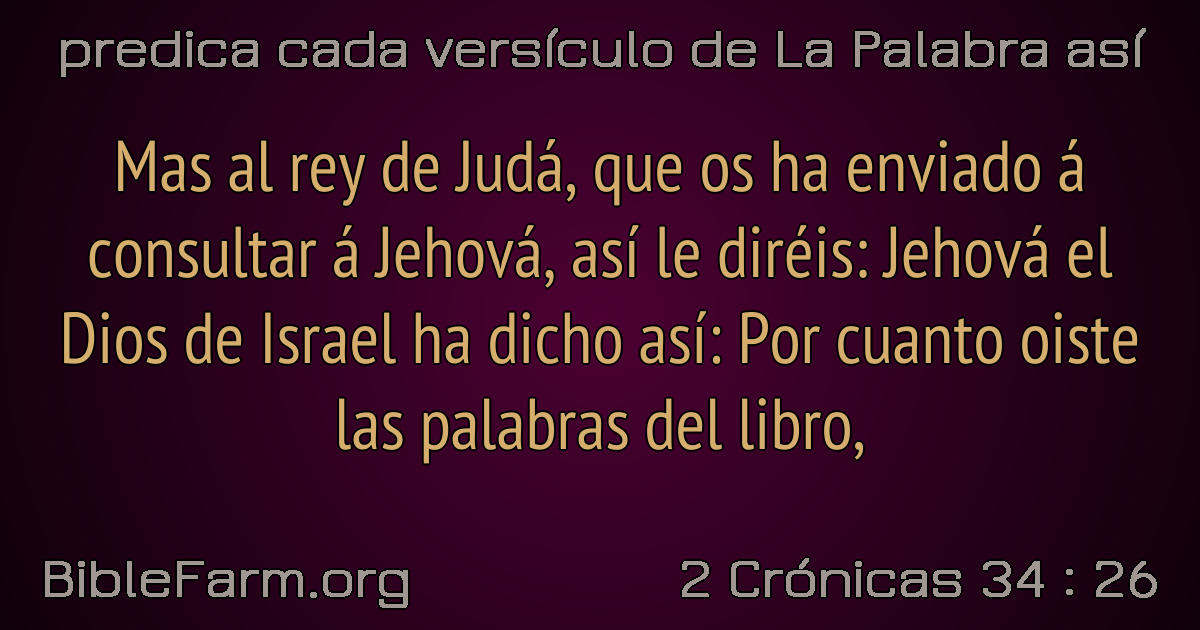 predica cada versículo de La Palabra así
Mas al rey de Judá, que os ha enviado á
consultar á Jehová, así le diréis: Jehová el
Dios de Israel ha dicho así: Por cuanto oiste
las palabras del libro,
BibleFarm.org
2 Crónicas 34 : 26